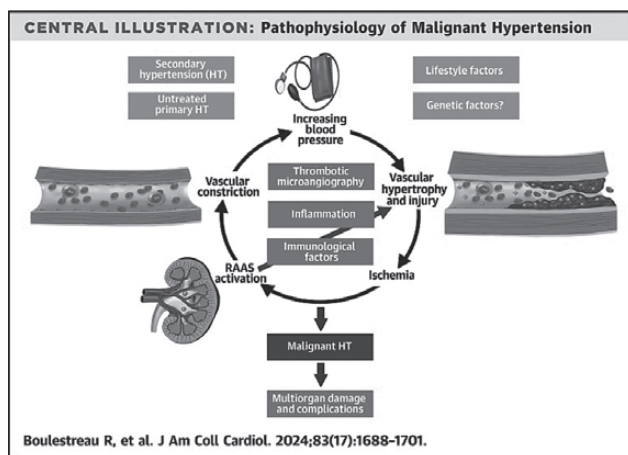 CENTRAL ILLUSTRATION: Pathophysiology of Malignant Hypertension
Secondary
hypertension (HT)
Untreated
primary HT
Lifestyle factors
Genetic factors?
Increasing blood
pressure
Vascular
constriction
Thrombotic
microangiography
Inflammation
Immunological
factors
Vascular
hypertrophy
and injury
RAAS
activation
Ischemia
Malignant HT
Multiorgan damage
and complications
Boulestreau R, et al. J Am Coll Cardiol. 2024;83(17):1688–1701.